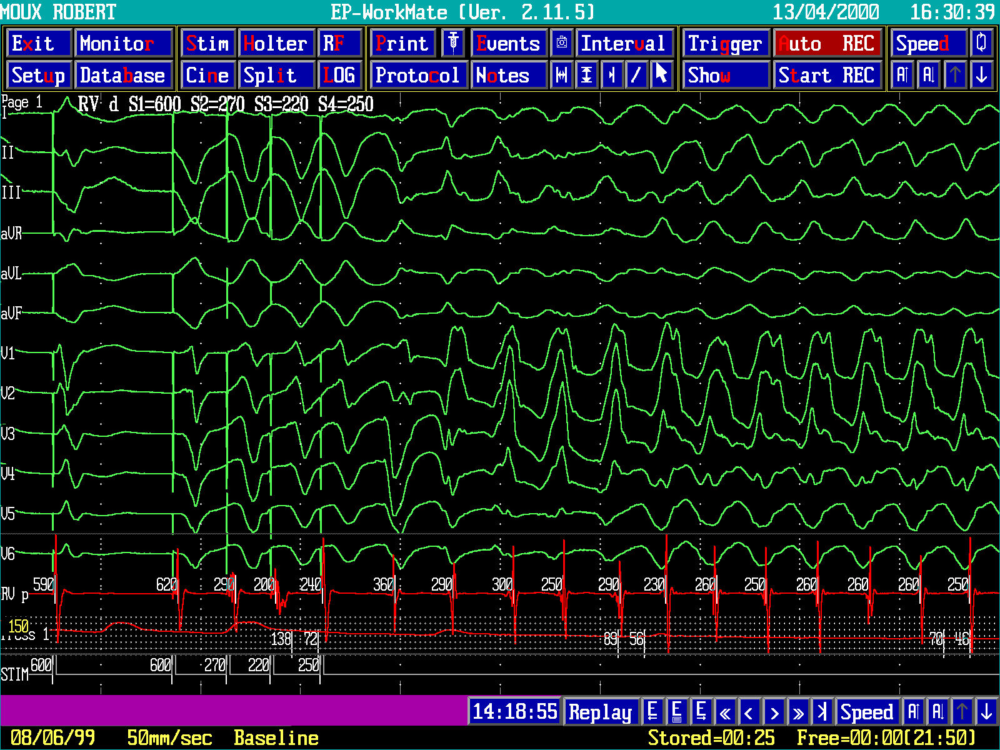 MOUX ROBERT EP-WorkMate (Ver. 2.11.5) 13/04/2000 16:30:39
Exit Monitor Stim Holter RF Print Events Interval Trigger Auto REC Speed
Setup Database Cine Split LOG Protocol Notes Show Start REC A↑ A↓ ↑ ↓
Page 1 RV d S1=600 S2=270 S3=220 S4=250
I
II
III
aVR
aVL
aVF
V1
V2
V3
V4
V5
V6
590 620 290 200 240 360 290 300 250 290 230 260 250 260 260 260 250
RV p
150
1
138 72 89 56 70 46
600 600 270 220 250
STIM
14:18:55 Replay E E E « < > » Speed A↑ A↓ ↑ ↓
08/06/99 50mm/sec Baseline Stored=00:25 Free=00:00(21:50)